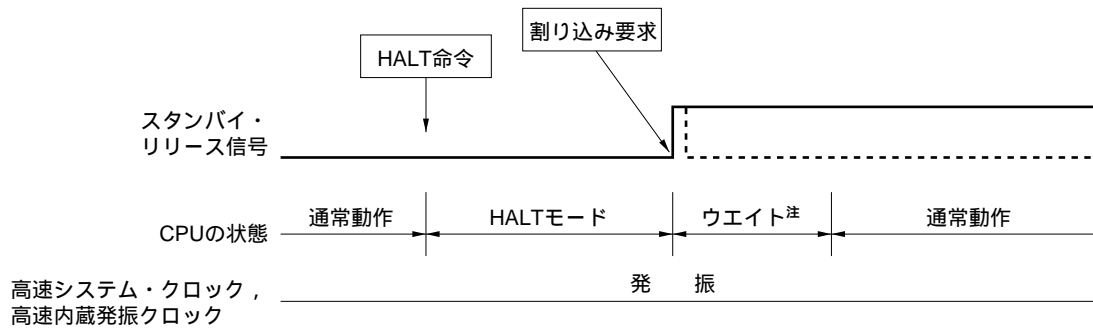 割り込み要求
HALT命令
スタンバイ・
リリース信号
CPUの状態
通常動作
HALTモード
ウエイト注
通常動作
高速システム・クロック，
高速内蔵発振クロック
発　振